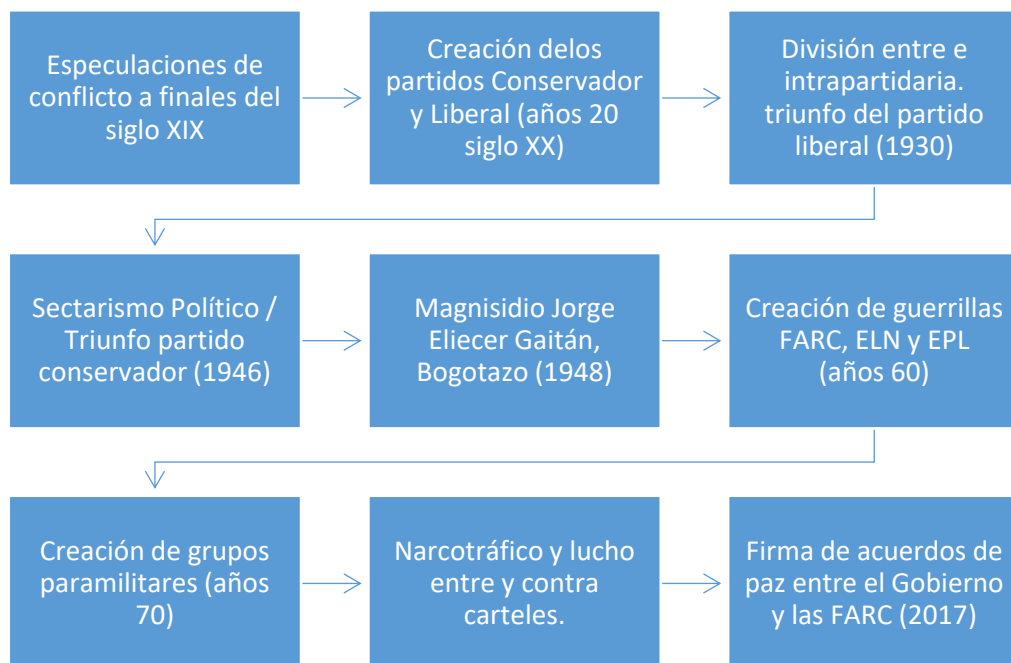 Especulaciones de
conflicto a finales del
siglo XIX
Creación delos
partidos Conservador
y Liberal (años 20
siglo XX)
División entre e
intrapartidaria.
triunfo del partido
liberal (1930)
Sectarismo Político /
Triunfo partido
conservador (1946)
Magnisidio Jorge
Eliecer Gaitán,
Bogotazo (1948)
Creación de guerrillas
FARC, ELN y EPL
(años 60)
Creación de grupos
paramilitares (años
70)
Narcotráfico y lucho
entre y contra
carteles.
Firma de acuerdos de
paz entre el Gobierno
y las FARC (2017)